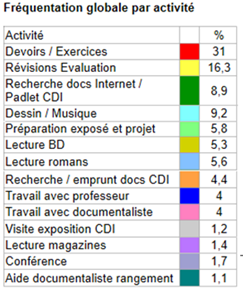 Fréquentation globale par activité
Activité %
Devoirs / Exercices 31
Révisions Evaluation 16,3
Recherche docs Internet /
Padlet CDI 8,9
Dessin / Musique 9,2
Préparation exposé et projet 5,8
Lecture BD 5,3
Lecture romans 5,6
Recherche / emprunt docs CDI 4,4
Travail avec professeur 4
Travail avec documentaliste 4
Visite exposition CDI 1,2
Lecture magazines 1,4
Conférence 1,7
Aide documentaliste rangement 1,1